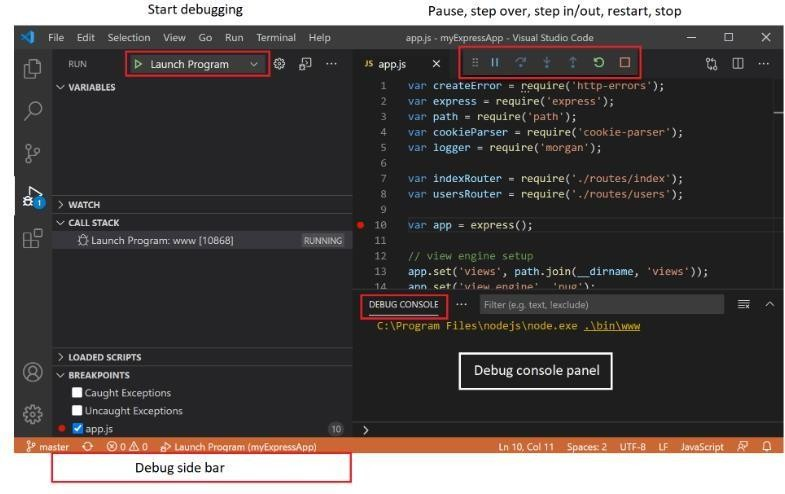 Start debugging
Pause, step over, step in/out, restart, stop
File Edit Selection View Go Run Terminal Help
app.js - myExpressApp - Visual Studio Code
RUN
Launch Program
JS app.js
VARIABLES
1 var createError = require('http-errors');
2 var express = require('express');
3 var path = require('path');
4 var cookieParser = require('cookie-parser');
5 var logger = require('morgan');
6
7 var indexRouter = require('./routes/index');
8 var usersRouter = require('./routes/users');
9
10 var app = express();
11
12 // view engine setup
13 app.set('views', path.join(__dirname, 'views'));
14 app.set('view engine', 'pug');
WATCH
CALL STACK
Launch Program: www [10868] RUNNING
1
DEBUG CONSOLE
Filter (e.g. text, !exclude)
C:\Program Files\nodejs\node.exe .\bin\www
Debug console panel
LOADED SCRIPTS
BREAKPOINTS
Caught Exceptions
Uncaught Exceptions
app.js 10
master 0 0 Launch Program (myExpressApp)
Ln 10, Col 11 Spaces: 2 UTF-8 LF JavaScript
Debug side bar